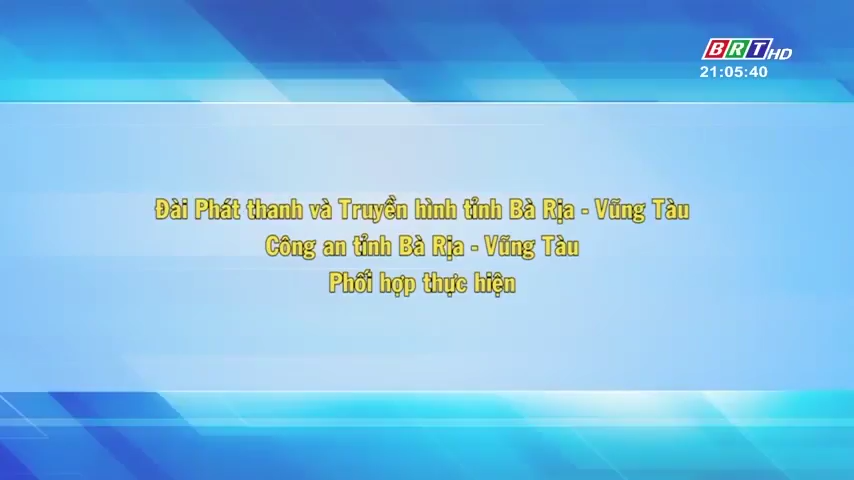 BRT HD
21:05:40
Đài Phát thanh và Truyền hình tỉnh Bà Rịa - Vũng Tàu
Công an tỉnh Bà Rịa - Vũng Tàu
Phối hợp thực hiện